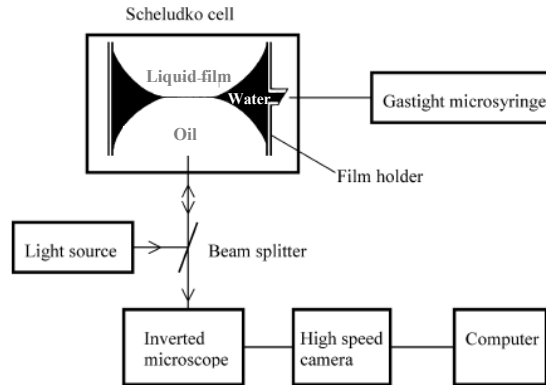 Scheludko cell
Liquid-film
Water
Gastight microsyringe
Oil
Film holder
Light source
Beam splitter
Inverted
microscope
High speed
camera
Computer